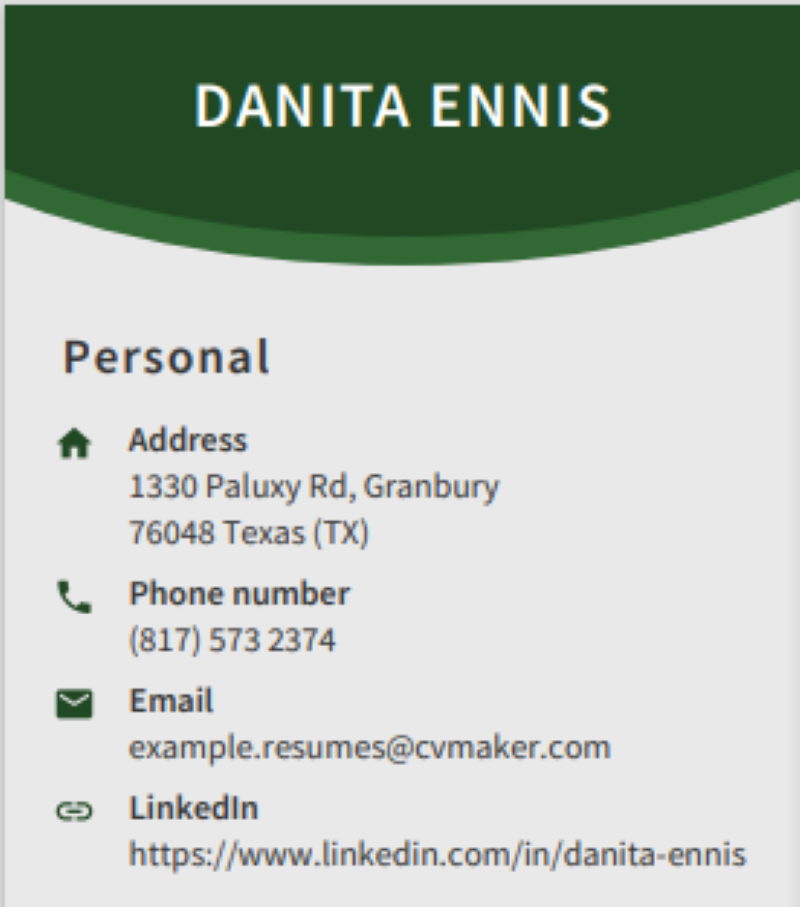 DANITA ENNIS
Personal
Address
1330 Paluxy Rd, Granbury
76048 Texas (TX)
Phone number
(817) 573 2374
Email
example.resumes@cvmaker.com
LinkedIn
https://www.linkedin.com/in/danita-ennis